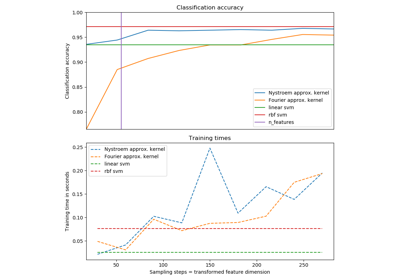 Classification accuracy
1.00
0.95
0.90
0.85
0.80
Classification accuracy
Nystroem approx. kernel
Fourier approx. kernel
linear svm
rbf svm
n_features
Training times
0.25
0.20
0.15
0.10
0.05
Training time in seconds
Nystroem approx. kernel
Fourier approx. kernel
linear svm
rbf svm
50
100
150
200
250
Sampling steps = transformed feature dimension